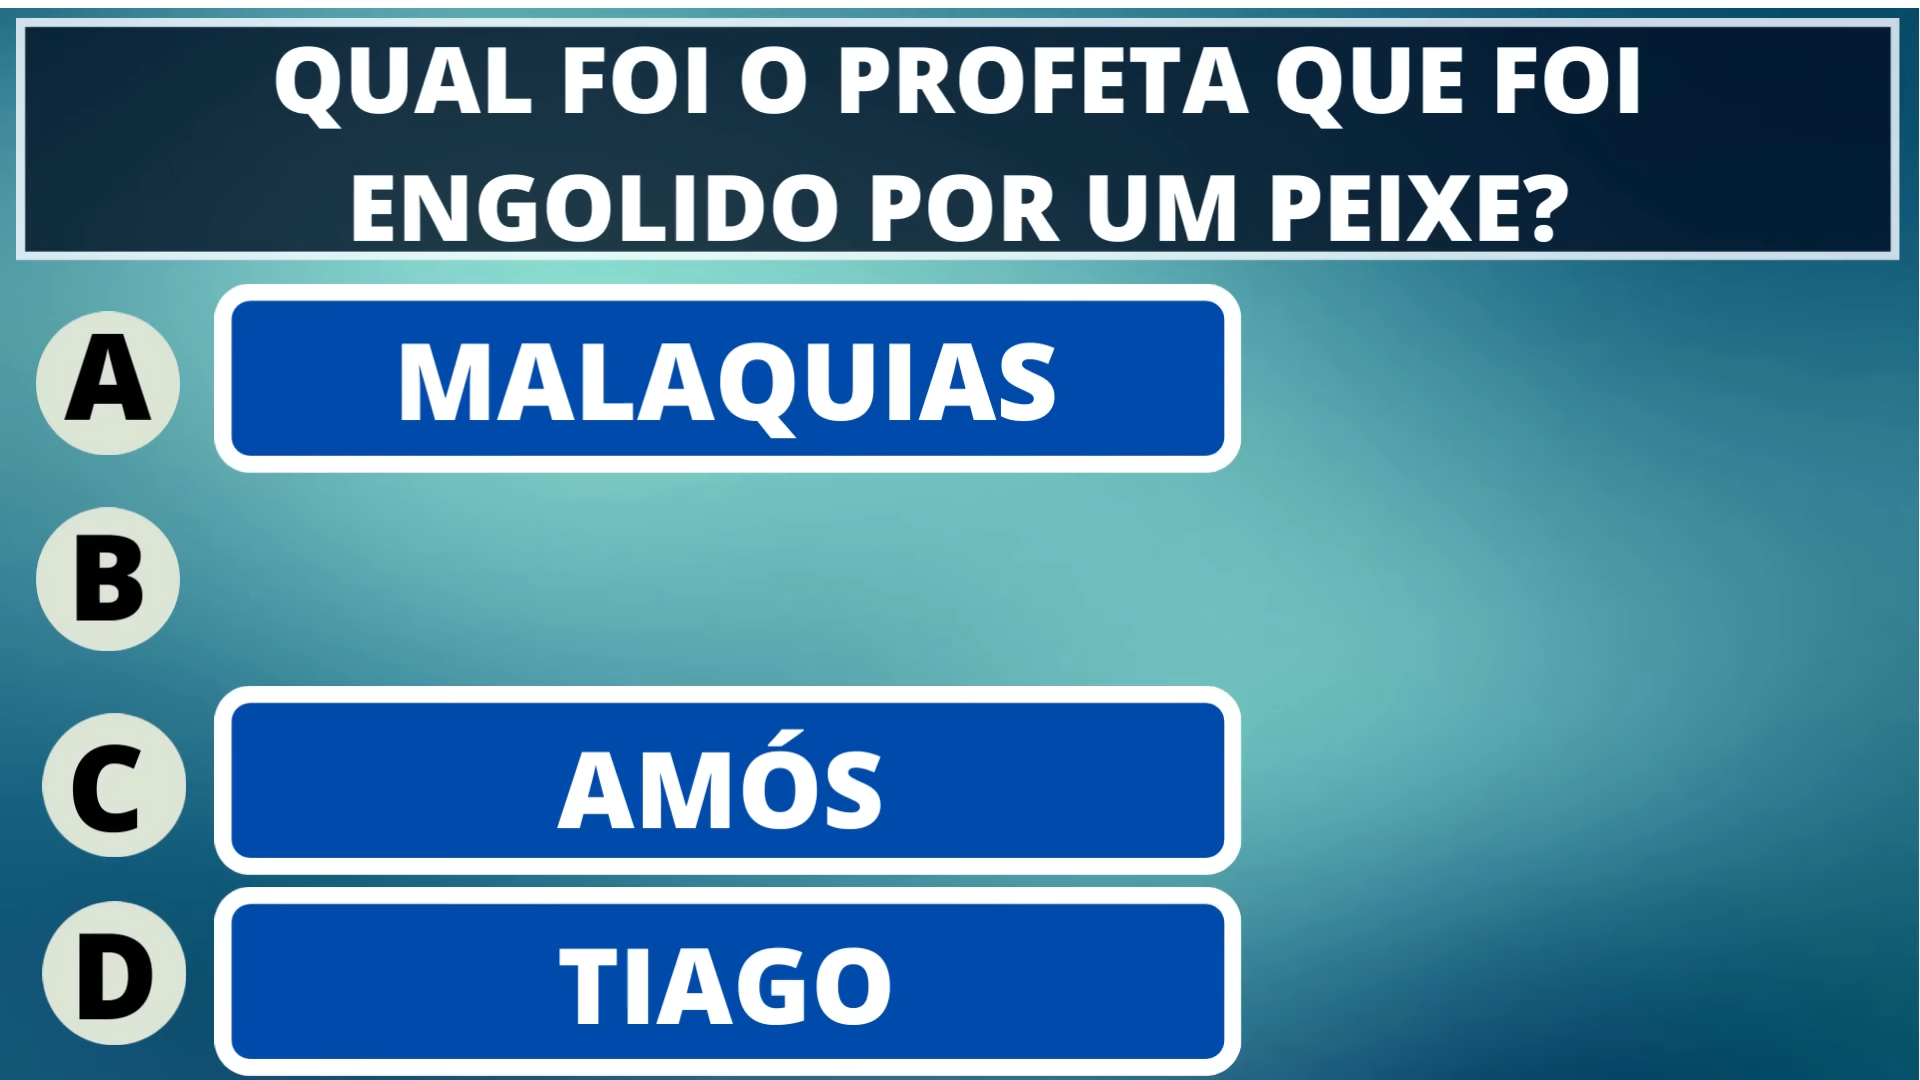 QUAL FOI O PROFETA QUE FOI
ENGOLIDO POR UM PEIXE?
A MALAQUIAS
B
C AMÓS
D TIAGO